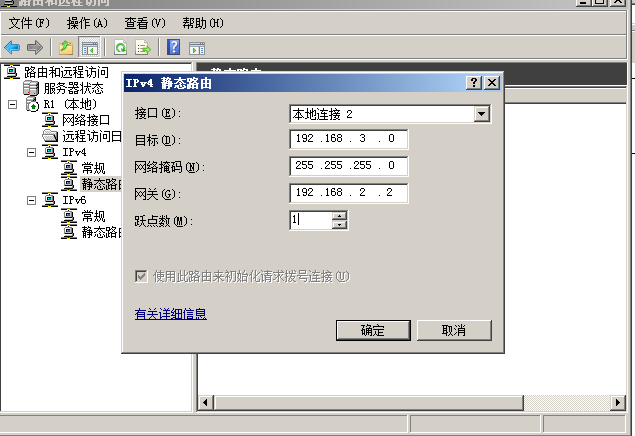 路由和远程访问
文件(F) 操作(A) 查看(V) 帮助(H)
路由和远程访问
服务器状态
R1 (本地)
网络接口
远程访问日
IPv4
常规
静态路由
IPv6
常规
静态路由
静态路由
IPv4 静态路由
接口(E): 本地连接 2
目标(D): 192 .168 . 3 . 0
网络掩码(N): 255 .255 .255 . 0
网关(G): 192 .168 . 2 . 2
跃点数(M): 1
使用此路由来初始化请求拨号连接(U)
有关详细信息
确定 取消